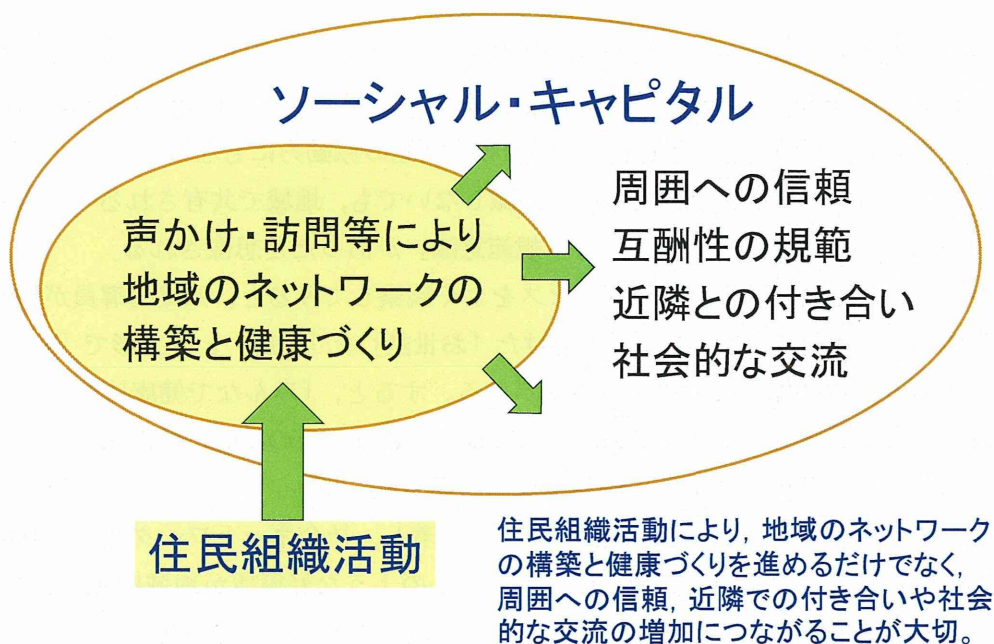 ソーシャル・キャピタル
声かけ・訪問等により
地域のネットワークの
構築と健康づくり
周囲への信頼
互酬性の規範
近隣との付き合い
社会的な交流
住民組織活動
住民組織活動により，地域のネットワーク
の構築と健康づくりを進めるだけでなく，
周囲への信頼，近隣での付き合いや社会
的な交流の増加につながることが大切。